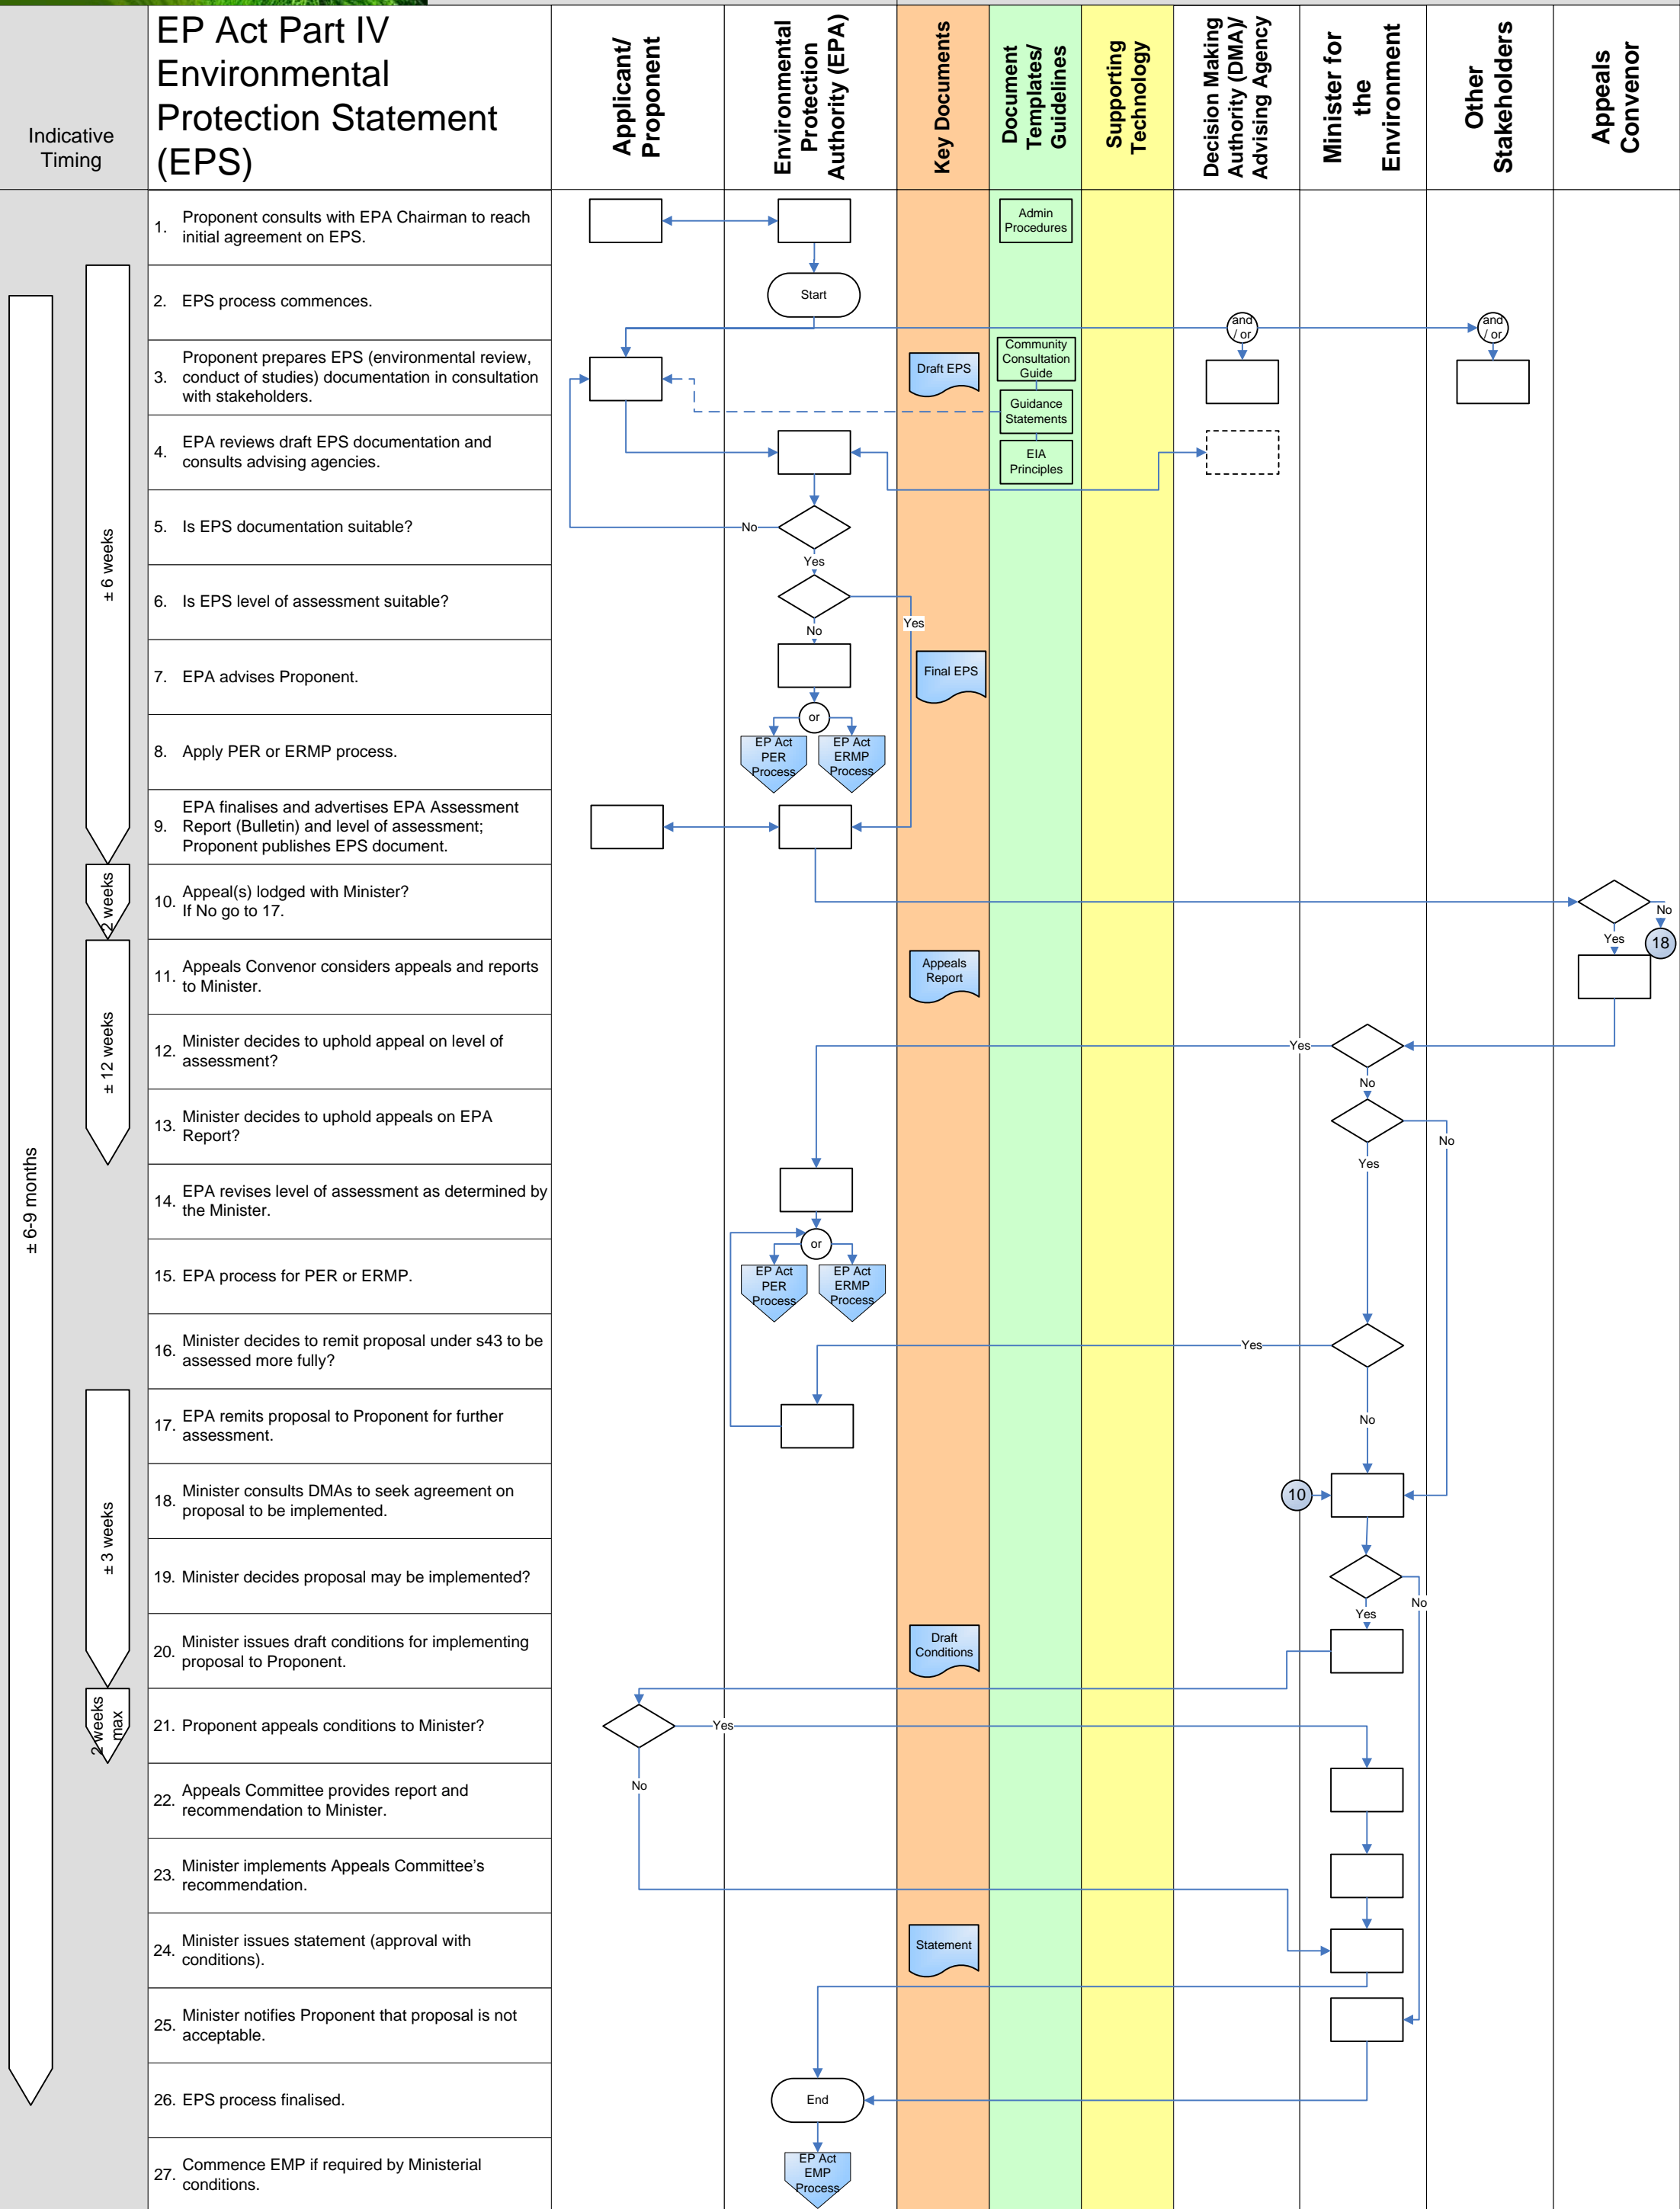 EP Act Part IV
Environmental
Protection Statement
(EPS)
Indicative
Timing
Applicant/
Proponent
Environmental
Protection
Authority (EPA)
Key Documents
Document
Templates/
Guidelines
Supporting
Technology
Decision Making
Authority (DMA)/
Advising Agency
Minister for
the
Environment
Other
Stakeholders
Appeals
Convenor
1. Proponent consults with EPA Chairman to reach
initial agreement on EPS.
Admin
Procedures
2. EPS process commences.
Start
and
/ or
and
/ or
3. Proponent prepares EPS (environmental review,
conduct of studies) documentation in consultation
with stakeholders.
Draft EPS
Community
Consultation
Guide
Guidance
Statements
4. EPA reviews draft EPS documentation and
consults advising agencies.
EIA
Principles
5. Is EPS documentation suitable?
No
Yes
± 6 weeks
6. Is EPS level of assessment suitable?
Yes
No
7. EPA advises Proponent.
Final EPS
or
8. Apply PER or ERMP process.
EP Act
PER
Process
EP Act
ERMP
Process
9. EPA finalises and advertises EPA Assessment
Report (Bulletin) and level of assessment;
Proponent publishes EPS document.
2 weeks
10. Appeal(s) lodged with Minister?
If No go to 17.
No
Yes
18
11. Appeals Convenor considers appeals and reports
to Minister.
Appeals
Report
± 12 weeks
12. Minister decides to uphold appeal on level of
assessment?
Yes
No
13. Minister decides to uphold appeals on EPA
Report?
No
Yes
± 6-9 months
14. EPA revises level of assessment as determined by
the Minister.
or
15. EPA process for PER or ERMP.
EP Act
PER
Process
EP Act
ERMP
Process
16. Minister decides to remit proposal under s43 to be
assessed more fully?
Yes
17. EPA remits proposal to Proponent for further
assessment.
No
18. Minister consults DMAs to seek agreement on
proposal to be implemented.
10
± 3 weeks
19. Minister decides proposal may be implemented?
No
Yes
20. Minister issues draft conditions for implementing
proposal to Proponent.
Draft
Conditions
2 weeks
max
21. Proponent appeals conditions to Minister?
Yes
No
22. Appeals Committee provides report and
recommendation to Minister.
23. Minister implements Appeals Committee's
recommendation.
24. Minister issues statement (approval with
conditions).
Statement
25. Minister notifies Proponent that proposal is not
acceptable.
26. EPS process finalised.
End
27. Commence EMP if required by Ministerial
conditions.
EP Act
EMP
Process